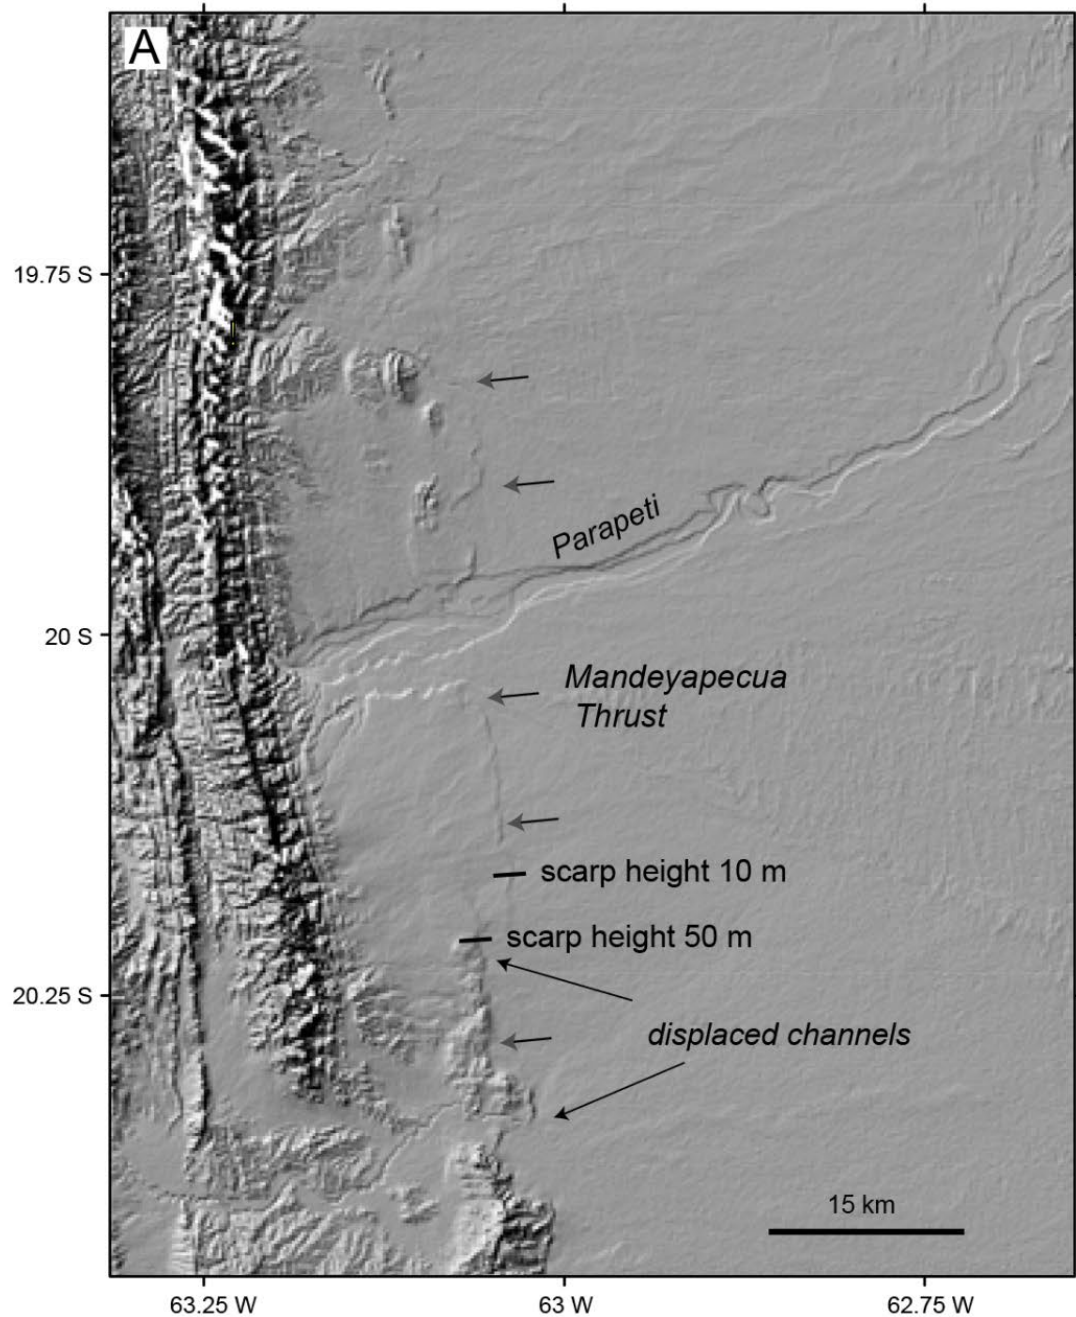 A
19.75 S
Parapeti
20 S
Mandeyapecua
Thrust
scarp height 10 m
scarp height 50 m
20.25 S
displaced channels
15 km
63.25 W
63 W
62.75 W